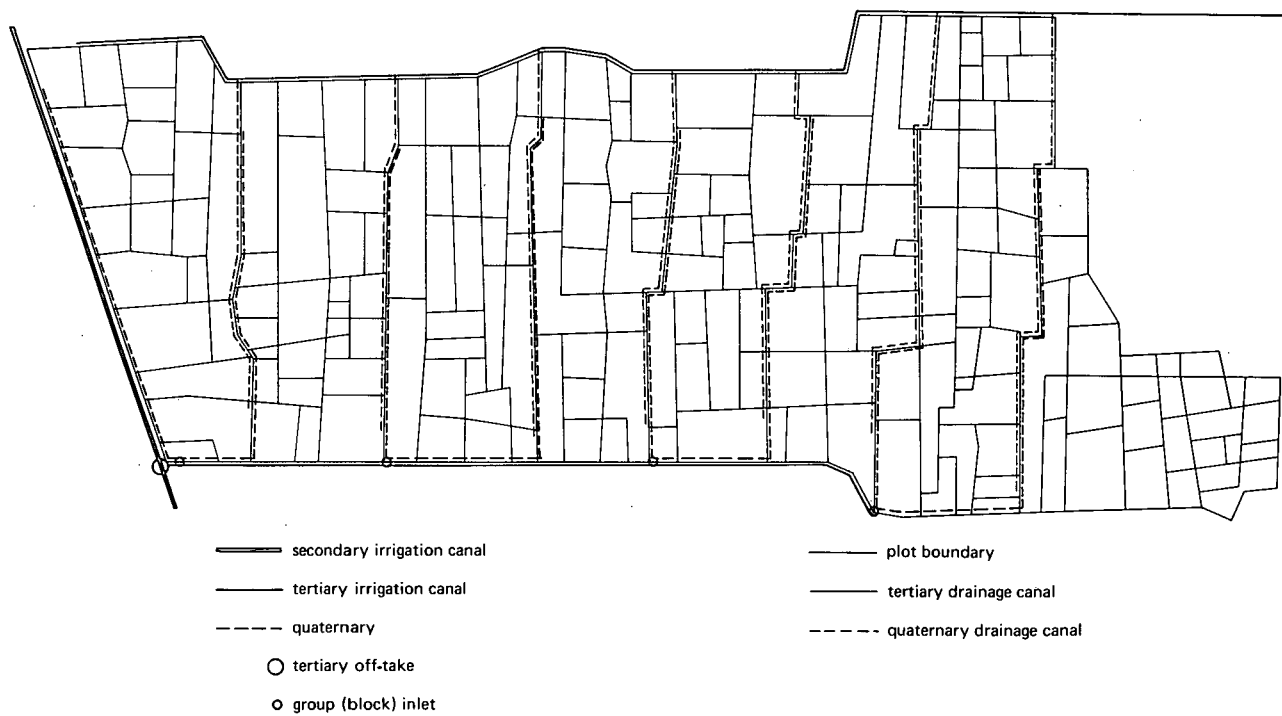 secondary irrigation canal
tertiary irrigation canal
quaternary
tertiary off-take
group (block) inlet
plot boundary
tertiary drainage canal
quaternary drainage canal